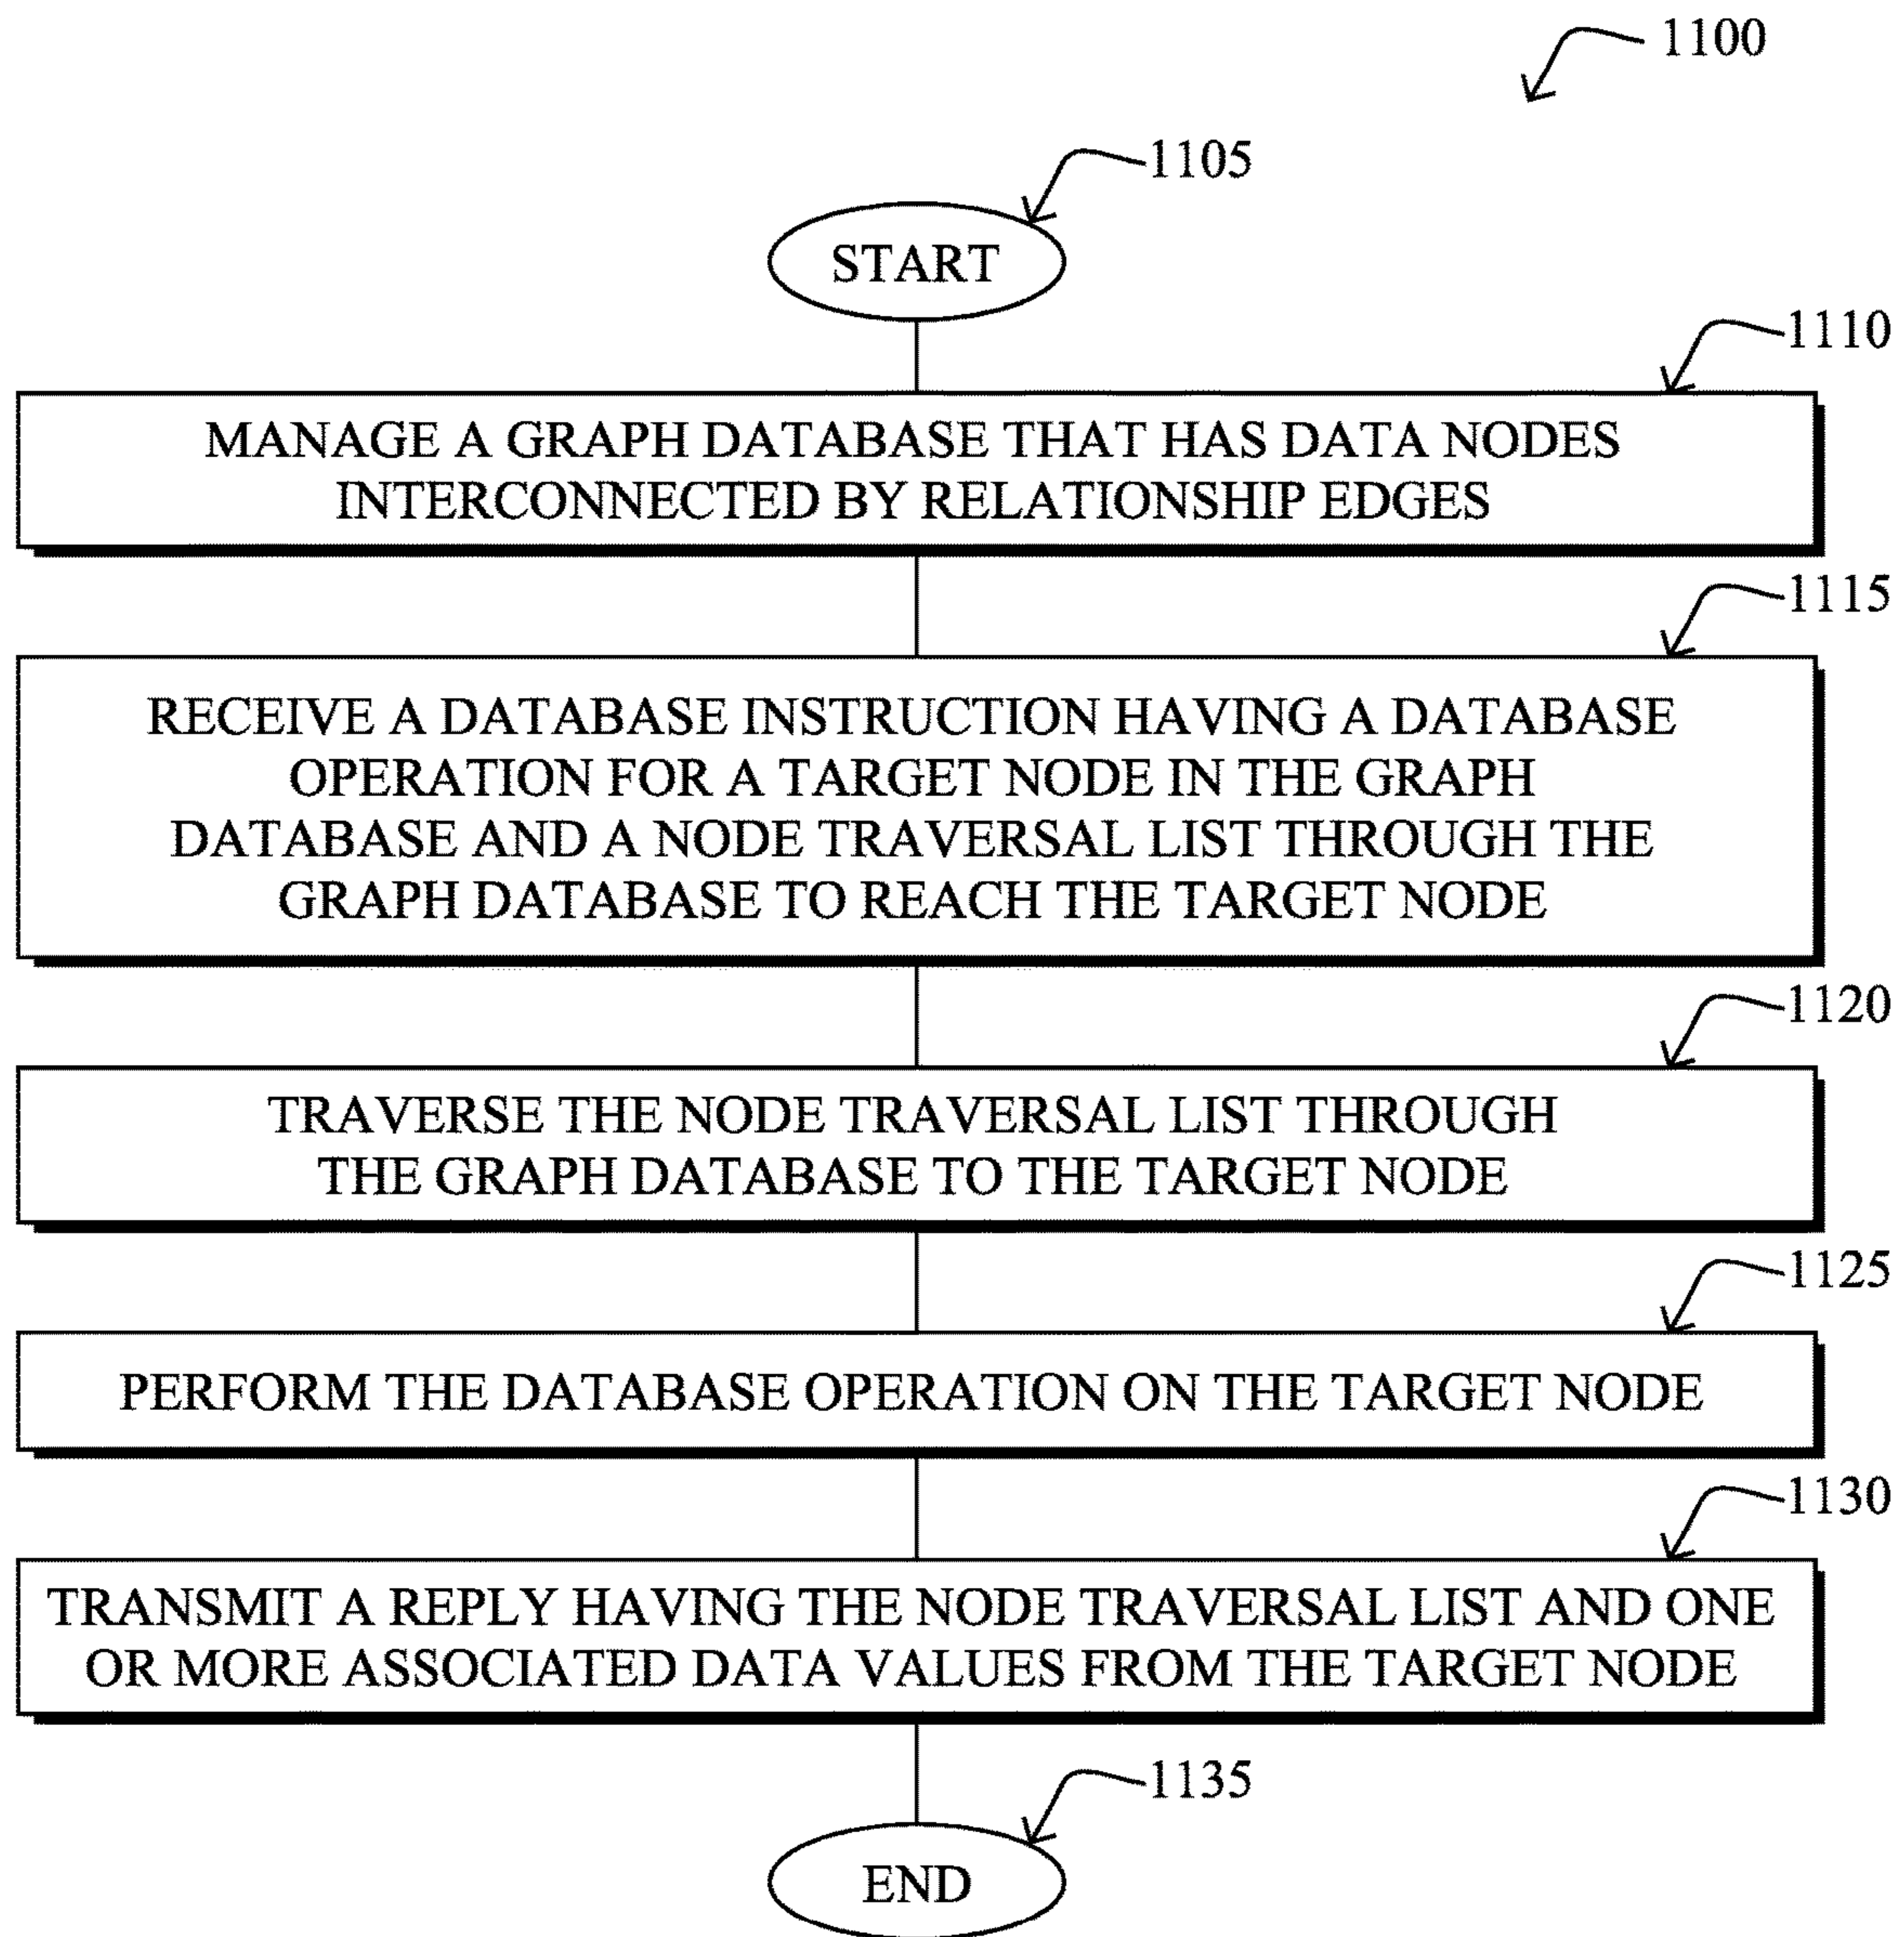 1100
1105
START
1110
MANAGE A GRAPH DATABASE THAT HAS DATA NODES
INTERCONNECTED BY RELATIONSHIP EDGES
1115
RECEIVE A DATABASE INSTRUCTION HAVING A DATABASE
OPERATION FOR A TARGET NODE IN THE GRAPH
DATABASE AND A NODE TRAVERSAL LIST THROUGH THE
GRAPH DATABASE TO REACH THE TARGET NODE
1120
TRAVERSE THE NODE TRAVERSAL LIST THROUGH
THE GRAPH DATABASE TO THE TARGET NODE
1125
PERFORM THE DATABASE OPERATION ON THE TARGET NODE
1130
TRANSMIT A REPLY HAVING THE NODE TRAVERSAL LIST AND ONE
OR MORE ASSOCIATED DATA VALUES FROM THE TARGET NODE
1135
END